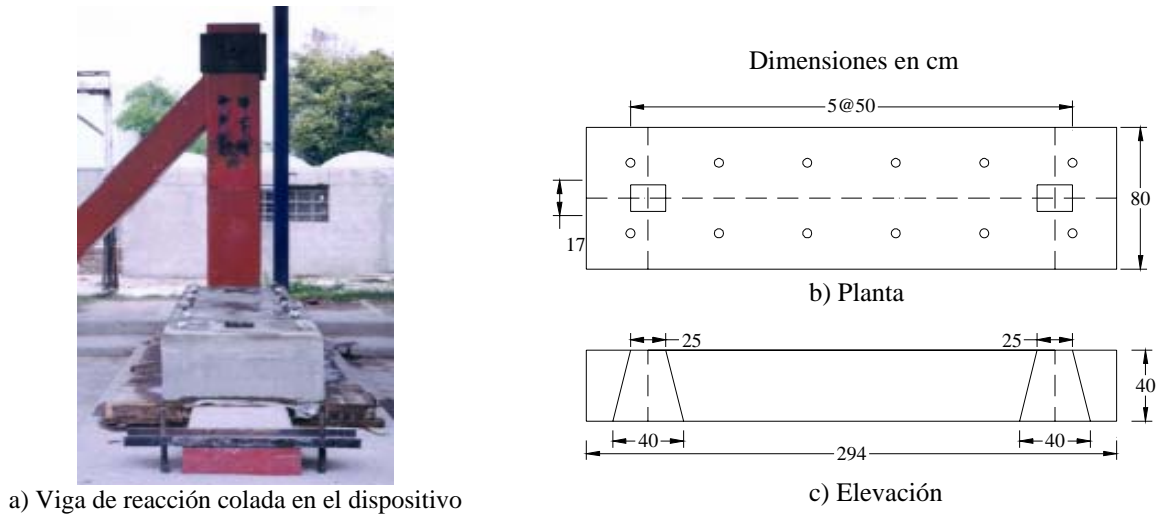 Dimensiones en cm
5@50
80
17
b) Planta
25
25
40
40
40
294
a) Viga de reacción colada en el dispositivo
c) Elevación